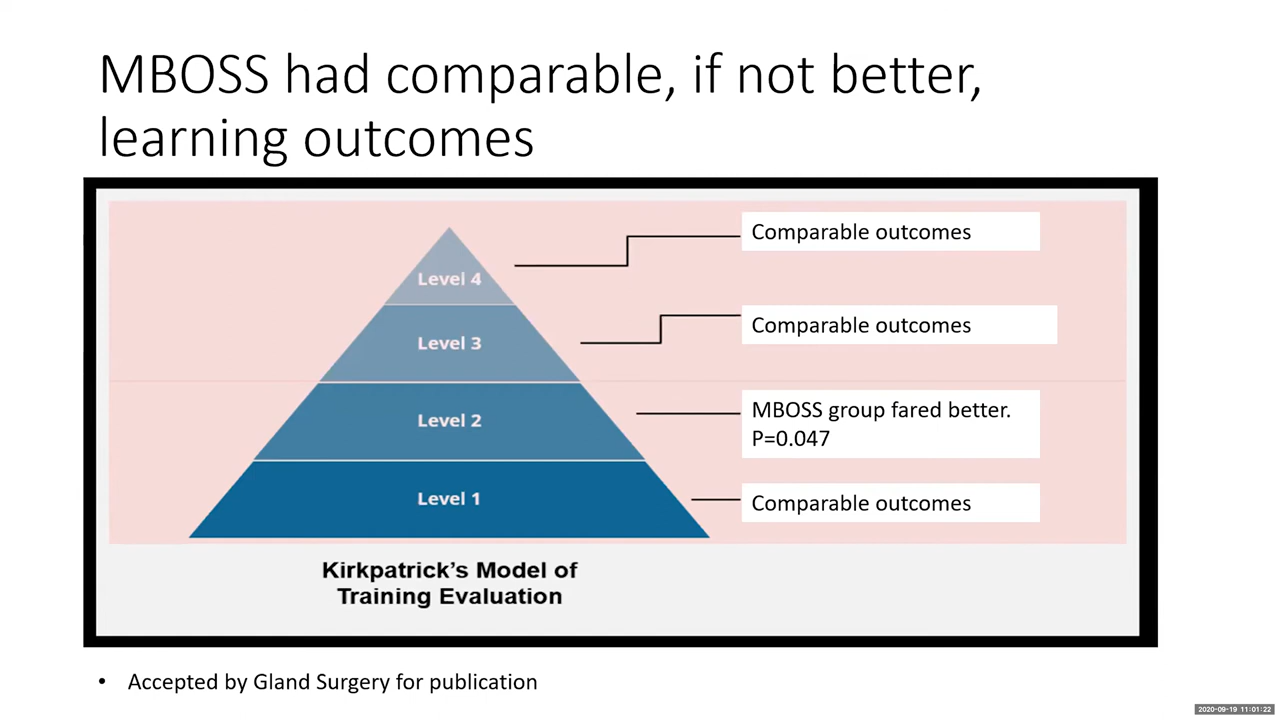 MBOSS had comparable, if not better,
learning outcomes
Level 4
Comparable outcomes
Level 3
Comparable outcomes
Level 2
MBOSS group fared better.
P=0.047
Level 1
Comparable outcomes
Kirkpatrick's Model of
Training Evaluation
• Accepted by Gland Surgery for publication
2020-09-19 11:01:22